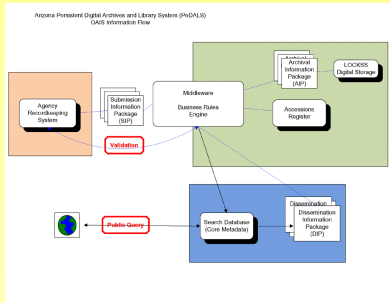 Arizona Persistent Digital Archives and Library System (PeDALS)
OAIS Information Flow
Agency
Recordkeeping
System
Submission
Information
Package
(SIP)
Validation
Middleware
Business Rules
Engine
Archival
Archival
Information
Package
(AIP)
LOCKSS
Digital Storage
Accessions
Register
Public Query
Search Database
(Core Metadata)
Dissemination
Dissemination
Information
Package
(DIP)